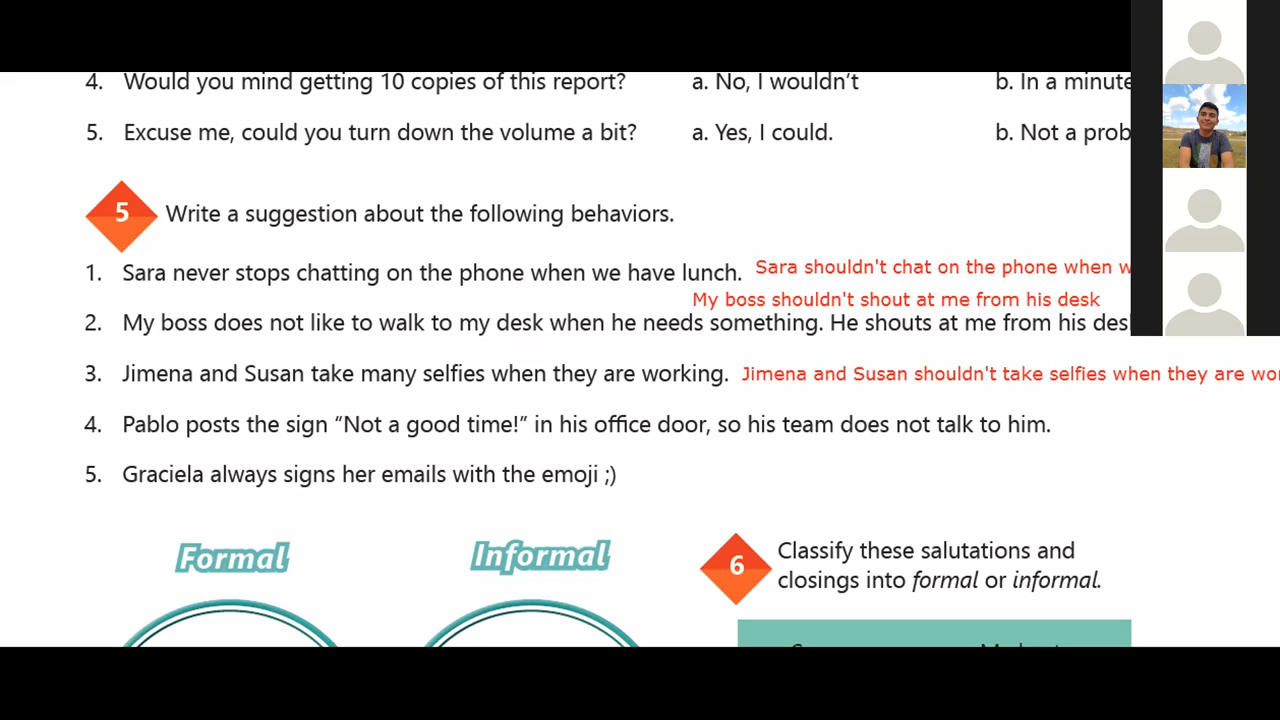 4. Would you mind getting 10 copies of this report? a. No, I wouldn't b. In a minute
5. Excuse me, could you turn down the volume a bit? a. Yes, I could. b. Not a prob
5 Write a suggestion about the following behaviors.
1. Sara never stops chatting on the phone when we have lunch. Sara shouldn't chat on the phone when w
My boss shouldn't shout at me from his desk
2. My boss does not like to walk to my desk when he needs something. He shouts at me from his des
3. Jimena and Susan take many selfies when they are working. Jimena and Susan shouldn't take selfies when they are wo
4. Pablo posts the sign “Not a good time!” in his office door, so his team does not talk to him.
5. Graciela always signs her emails with the emoji ;)
Formal Informal
6 Classify these salutations and
closings into formal or informal.